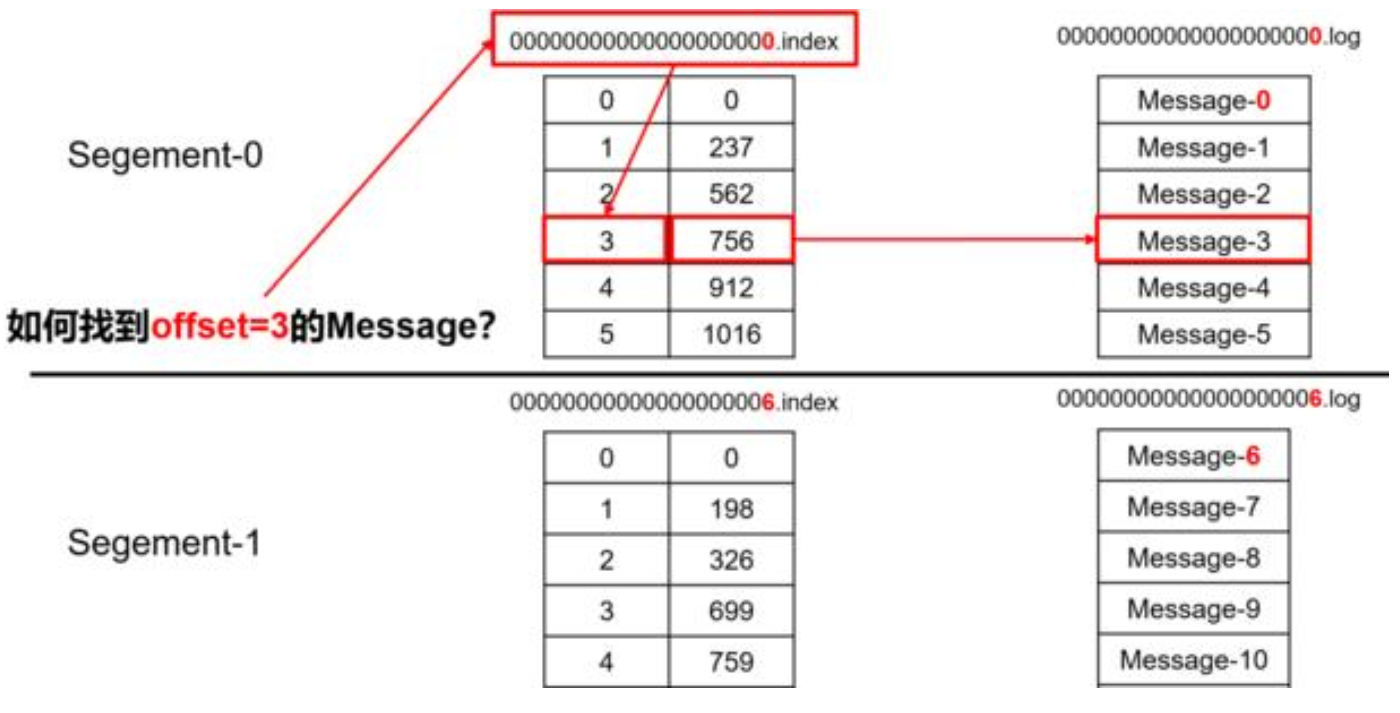 00000000000000000000.index 00000000000000000000.log
0 0 Message-0
Segement-0 1 237 Message-1
2 562 Message-2
3 756 Message-3
4 912 Message-4
如何找到offset=3的Message? 5 1016 Message-5
00000000000000000006.index 00000000000000000006.log
0 0 Message-6
1 198 Message-7
Segement-1 2 326 Message-8
3 699 Message-9
4 759 Message-10